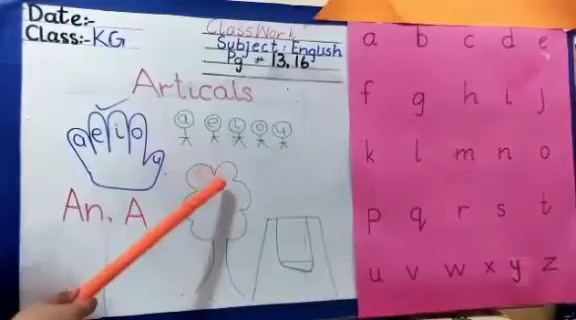 Date:-
Class:- KG
ClassWork
Subject: English
Pg # 13, 16
Articals
a e i o u
a e i o u
An, A
a b c d e
f g h i j
k l m n o
p q r s t
u v w x y z